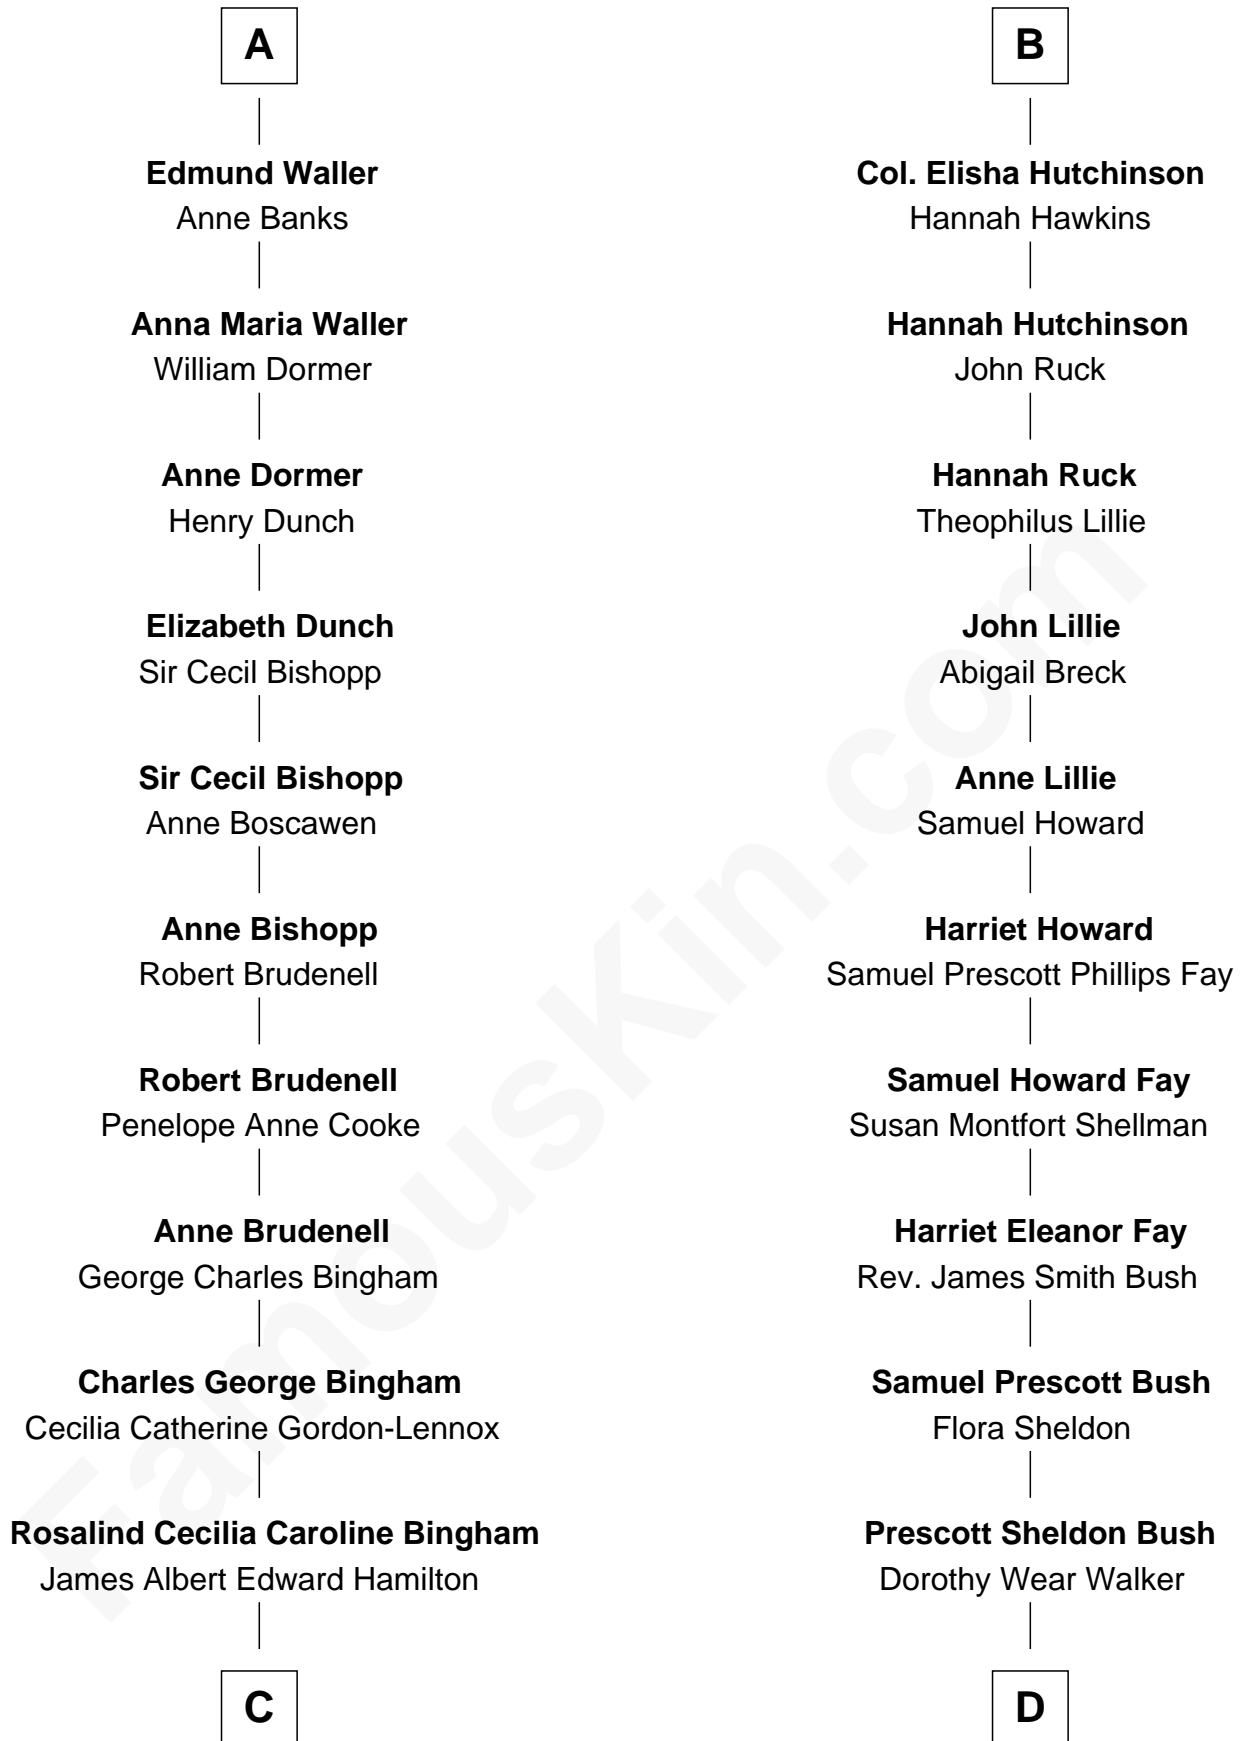 A
Edmund Waller
Anne Banks
Anna Maria Waller
William Dormer
Anne Dormer
Henry Dunch
Elizabeth Dunch
Sir Cecil Bishopp
Sir Cecil Bishopp
Anne Boscawen
Anne Bishopp
Robert Brudenell
Robert Brudenell
Penelope Anne Cooke
Anne Brudenell
George Charles Bingham
Charles George Bingham
Cecilia Catherine Gordon-Lennox
Rosalind Cecilia Caroline Bingham
James Albert Edward Hamilton
C
B
Col. Elisha Hutchinson
Hannah Hawkins
Hannah Hutchinson
John Ruck
Hannah Ruck
Theophilus Lillie
John Lillie
Abigail Breck
Anne Lillie
Samuel Howard
Harriet Howard
Samuel Prescott Phillips Fay
Samuel Howard Fay
Susan Montfort Shellman
Harriet Eleanor Fay
Rev. James Smith Bush
Samuel Prescott Bush
Flora Sheldon
Prescott Sheldon Bush
Dorothy Wear Walker
D
FamousKin.com